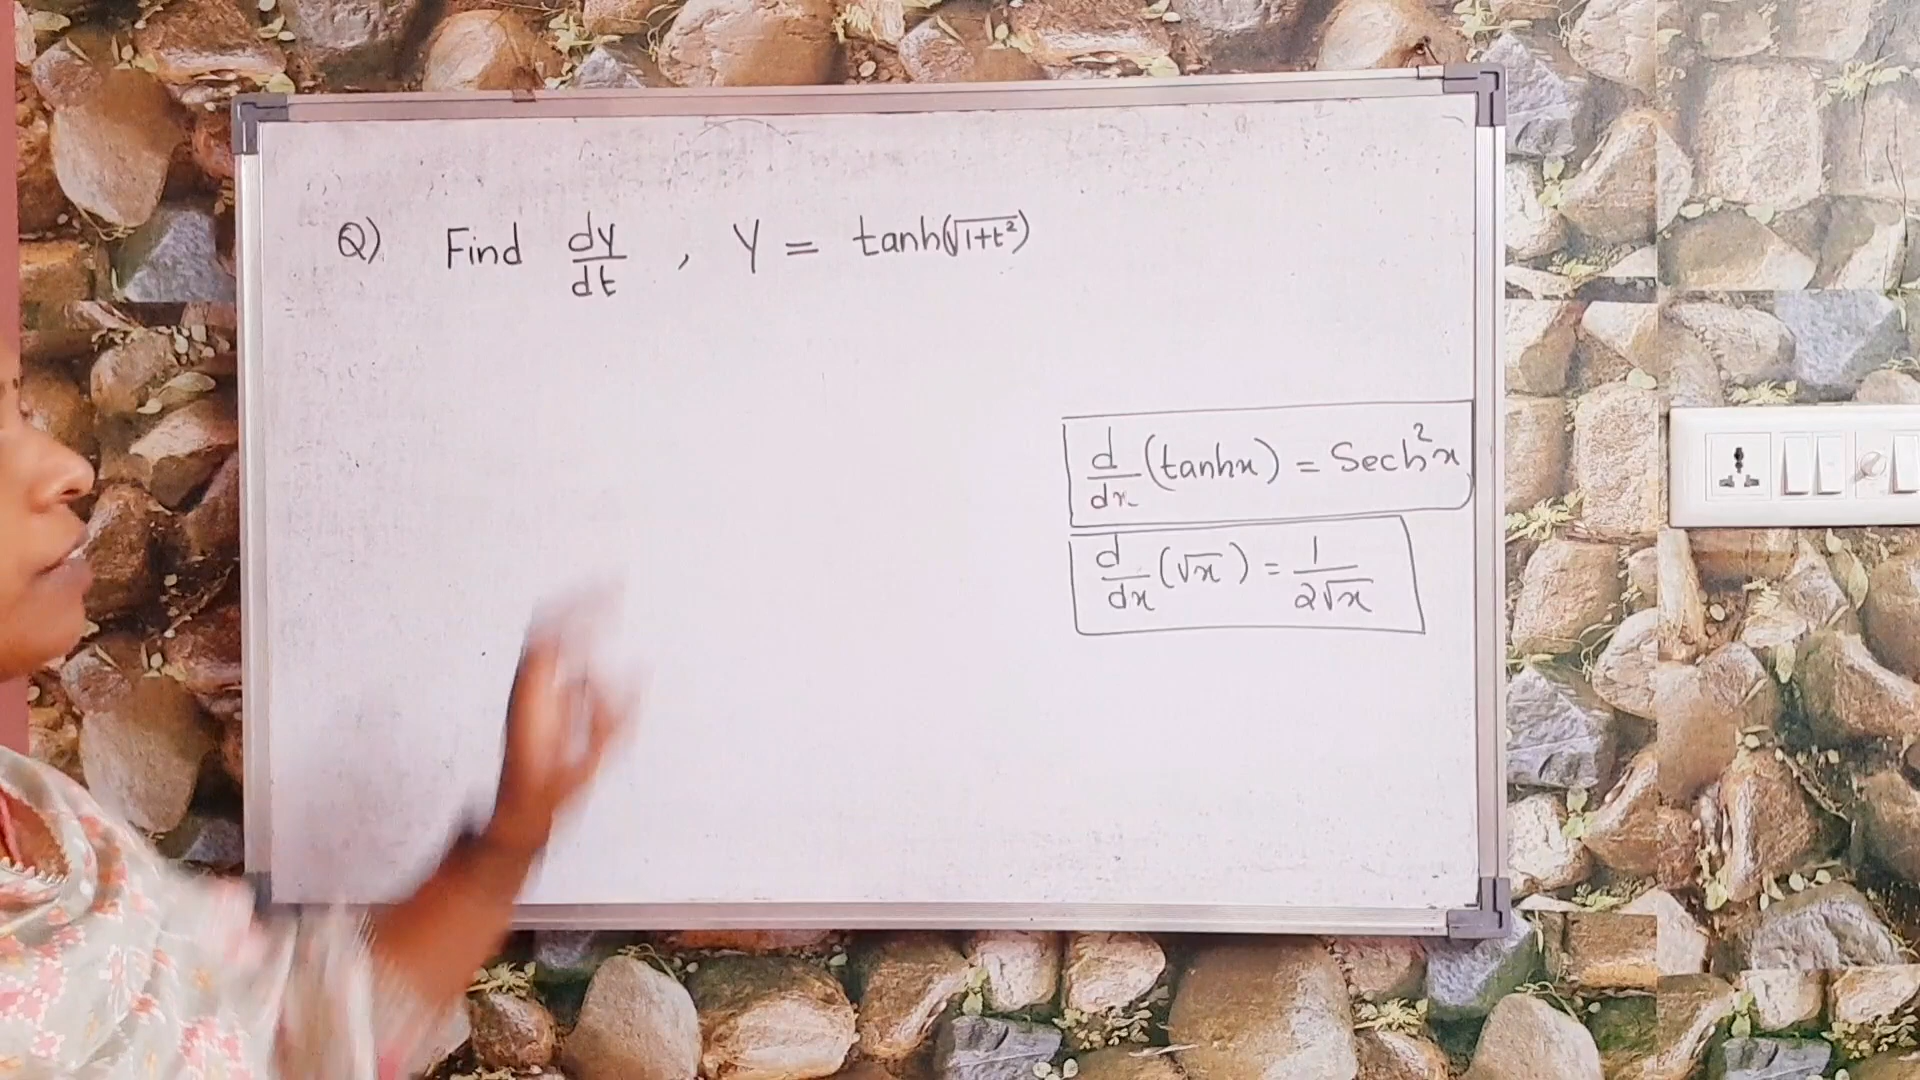 Q) Find dy/dt , Y = tanh(√1+t²)
d/dx (tanhx) = Sech²x
d/dx (√x) = 1/2√x